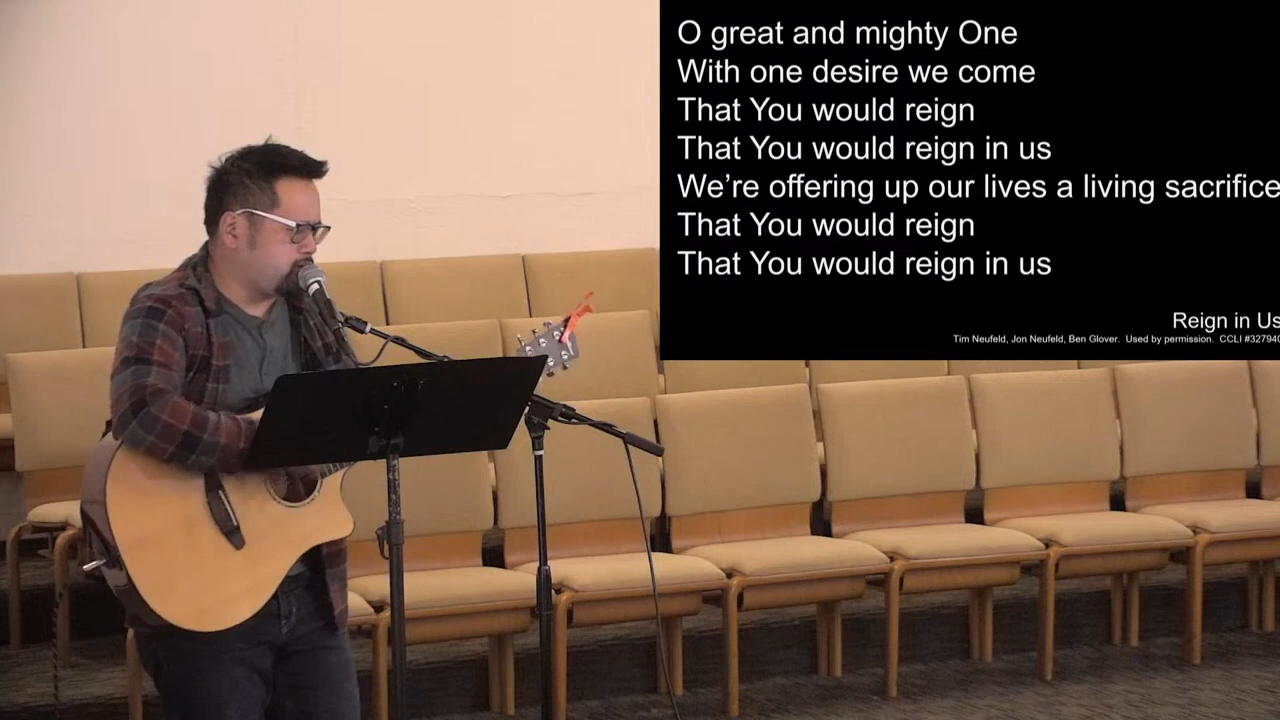 O great and mighty One
With one desire we come
That You would reign
That You would reign in us
We’re offering up our lives a living sacrifice
That You would reign
That You would reign in us
Reign in Us
Tim Neufeld, Jon Neufeld, Ben Glover. Used by permission. CCLI #327940